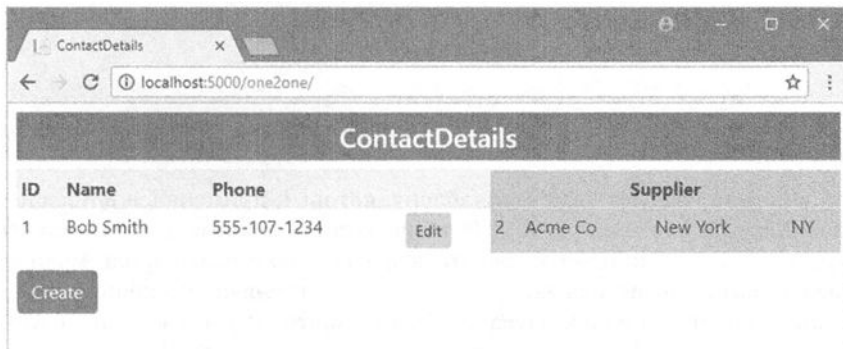 ContactDetails
localhost:5000/one2one/
ContactDetails
ID Name Phone Supplier
1 Bob Smith 555-107-1234 Edit 2 Acme Co New York NY
Create